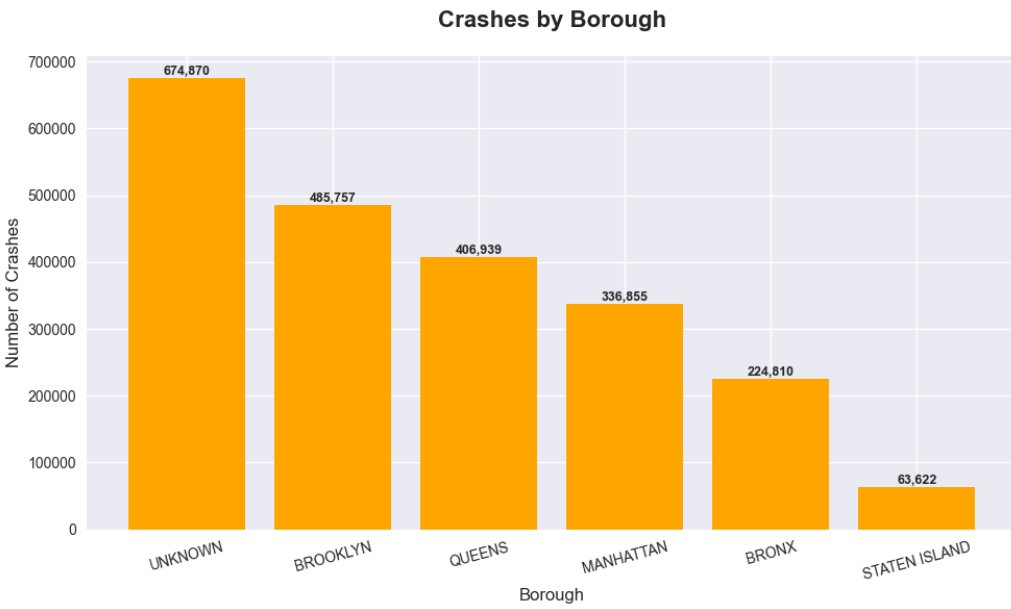 Crashes by Borough
Number of Crashes
700000
600000
500000
400000
300000
200000
100000
0
674,870
485,757
406,939
336,855
224,810
63,622
UNKNOWN
BROOKLYN
QUEENS
MANHATTAN
BRONX
STATEN ISLAND
Borough